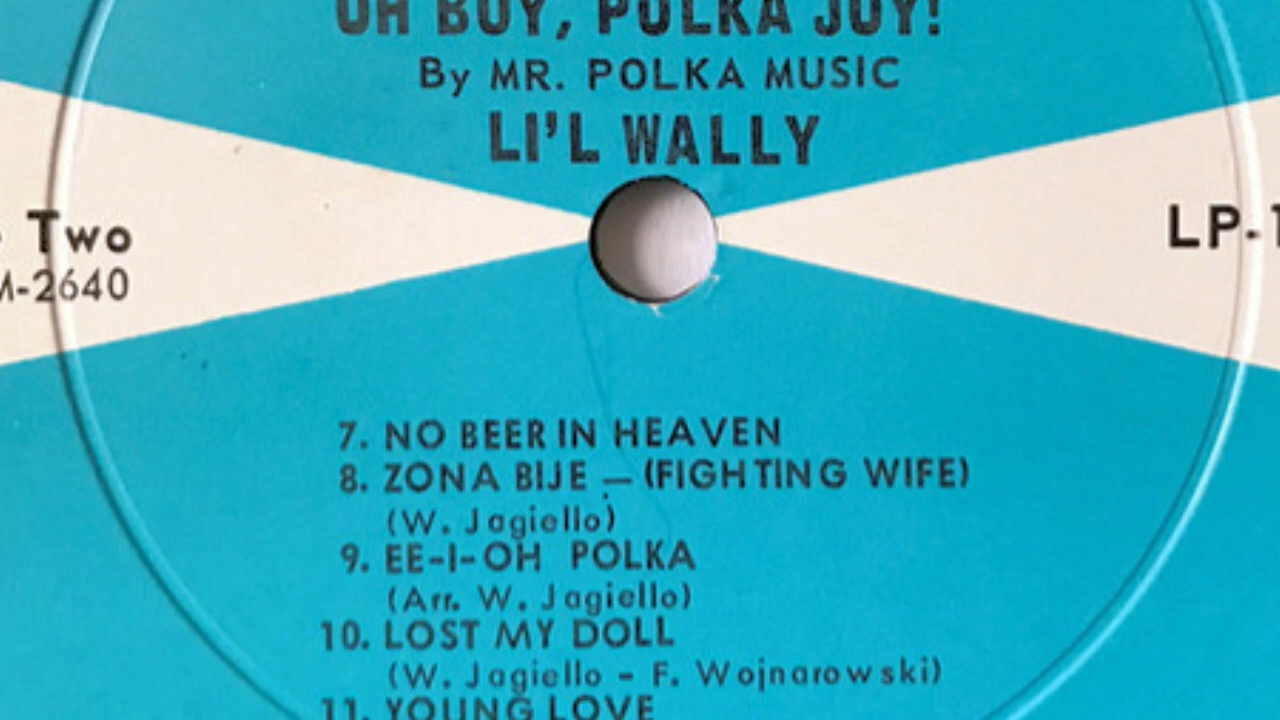 OH BOY, POLKA JOY!
By MR. POLKA MUSIC
LI'L WALLY
Two
M-2640
LP-1
7. NO BEER IN HEAVEN
8. ZONA BIJE – (FIGHTING WIFE)
(W. Jagiello)
9. EE-I-OH POLKA
(Arr. W. Jagiello)
10. LOST MY DOLL
(W. Jagiello - F. Wojnarowski)
11. YOUNG LOVE